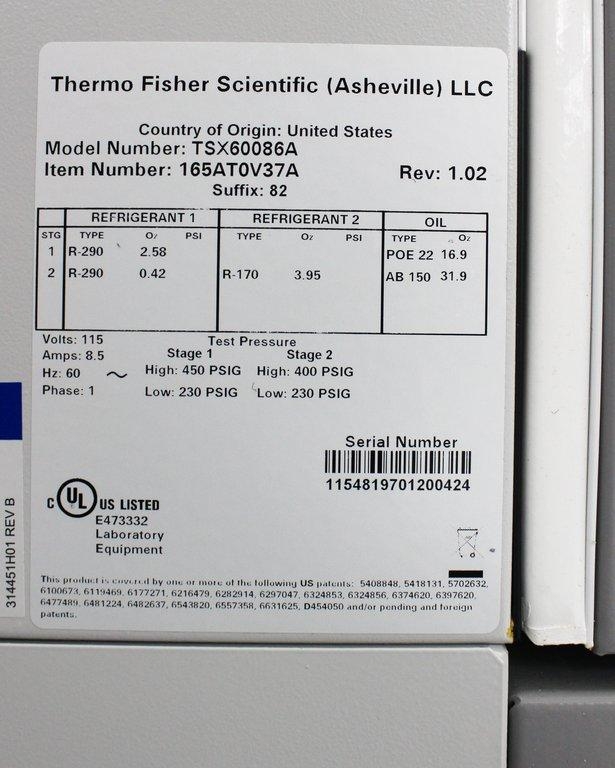 Thermo Fisher Scientific (Asheville) LLC
Country of Origin: United States
Model Number: TSX60086A
Item Number: 165AT0V37A Rev: 1.02
Suffix: 82
REFRIGERANT 1 REFRIGERANT 2 OIL
STG TYPE Oz PSI TYPE Oz PSI TYPE Oz
1 R-290 2.58 POE 22 16.9
2 R-290 0.42 R-170 3.95 AB 150 31.9
Volts: 115 Test Pressure
Amps: 8.5 Stage 1 Stage 2
Hz: 60 ~ High: 450 PSIG High: 400 PSIG
Phase: 1 Low: 230 PSIG Low: 230 PSIG
Serial Number
1154819701200424
C UL US LISTED
E473332
Laboratory
Equipment
This product is covered by one or more of the following US patents: 5408848, 5418131, 5702632,
6100673, 6119469, 6177271, 6216479, 6282914, 6297047, 6324853, 6324856, 6374620, 6397620,
6477489, 6481224, 6482637, 6543820, 6557358, 6631625, D454050 and/or pending and foreign
patents.
314451H01 REV B